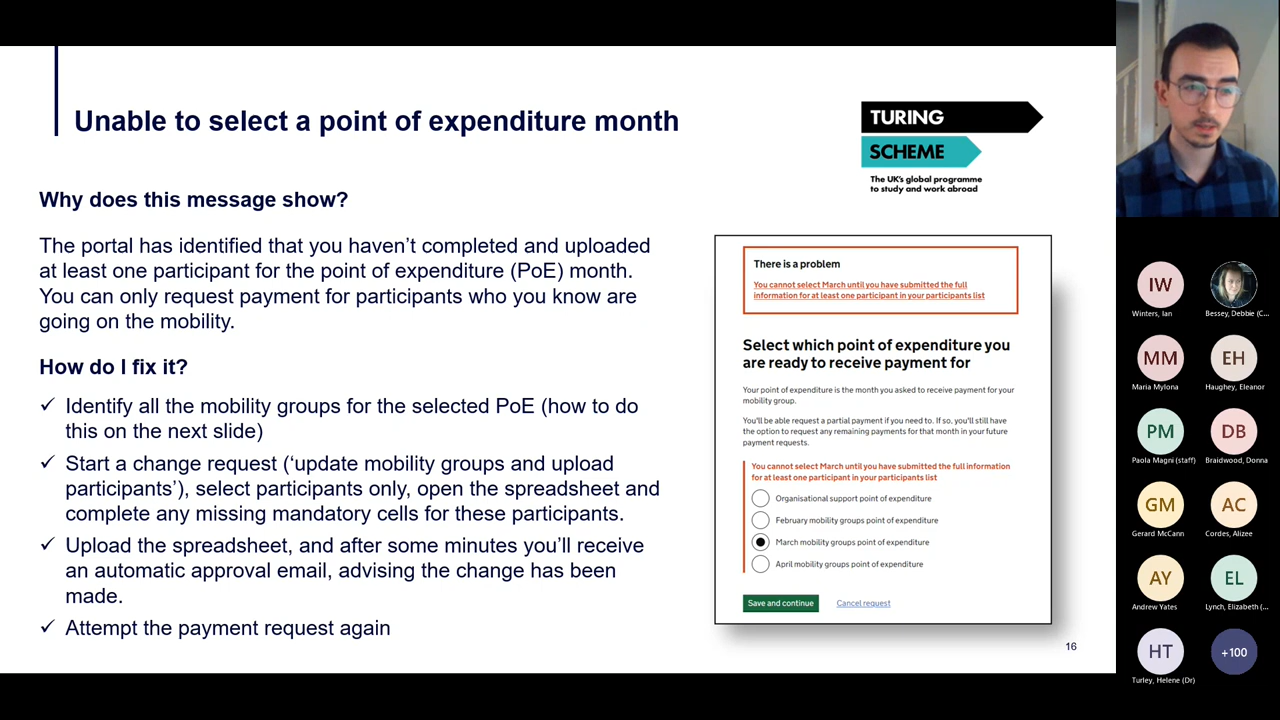 Unable to select a point of expenditure month
TURING
SCHEME
The UK's global programme
to study and work abroad
Why does this message show?
The portal has identified that you haven't completed and uploaded
at least one participant for the point of expenditure (PoE) month.
You can only request payment for participants who you know are
going on the mobility.
How do I fix it?
✓ Identify all the mobility groups for the selected PoE (how to do
this on the next slide)
✓ Start a change request ('update mobility groups and upload
participants'), select participants only, open the spreadsheet and
complete any missing mandatory cells for these participants.
✓ Upload the spreadsheet, and after some minutes you'll receive
an automatic approval email, advising the change has been
made.
✓ Attempt the payment request again
There is a problem
You cannot select March until you have submitted the full
information for at least one participant in your participants list
Select which point of expenditure you
are ready to receive payment for
Your point of expenditure is the month you asked to receive payment for your
mobility group.
You'll be able request a partial payment if you need to. If so, you'll still have
the option to request any remaining payments for that month in your future
payment requests.
You cannot select March until you have submitted the full information
for at least one participant in your participants list
Organisational support point of expenditure
February mobility groups point of expenditure
March mobility groups point of expenditure
April mobility groups point of expenditure
Save and continue
Cancel request
16
IW
Winters, Ian
Bessey, Debbie (C...
MM
Maria Mylona
EH
Haughey, Eleanor
PM
Paola Magni (staff)
DB
Braidwood, Donna
GM
Gerard McCann
AC
Cordes, Alizee
AY
Andrew Yates
EL
Lynch, Elizabeth (...
HT
Turley, Helene (Dr)
+100